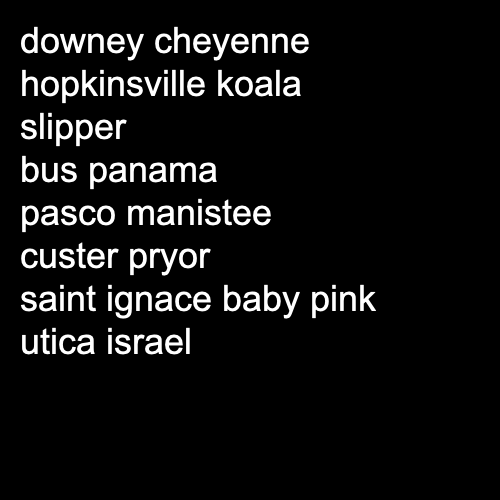 downey cheyenne
hopkinsville koala
slipper
bus panama
pasco manistee
custer pryor
saint ignace baby pink
utica israel